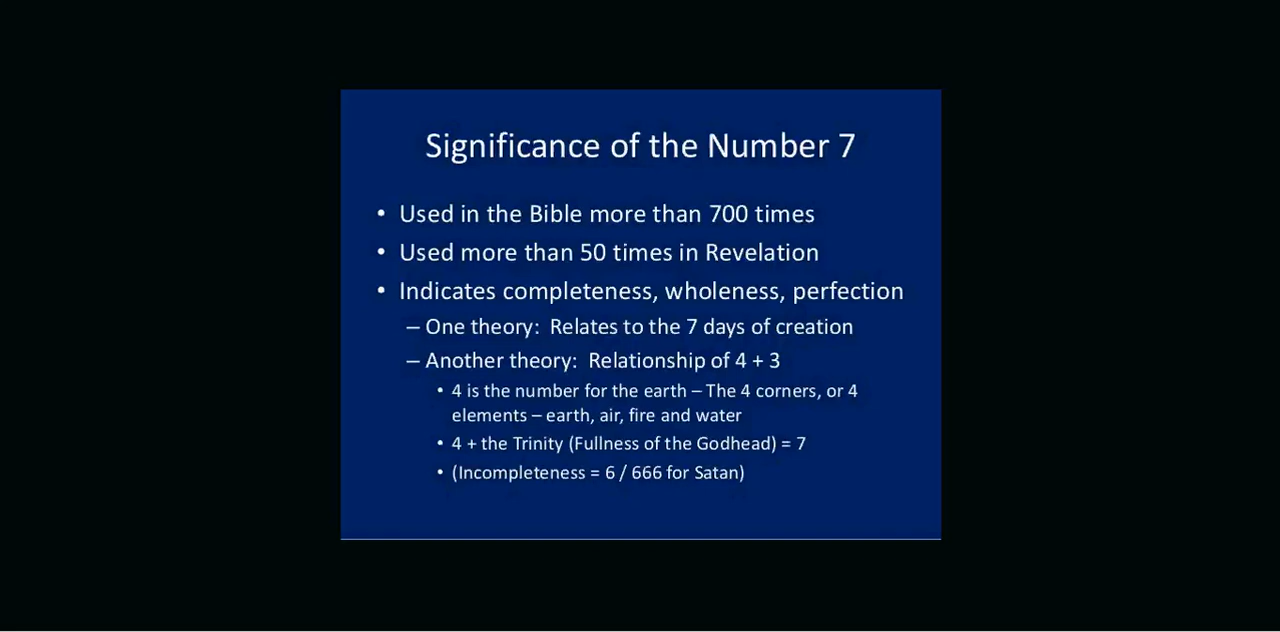 Significance of the Number 7
• Used in the Bible more than 700 times
• Used more than 50 times in Revelation
• Indicates completeness, wholeness, perfection
– One theory: Relates to the 7 days of creation
– Another theory: Relationship of 4 + 3
• 4 is the number for the earth – The 4 corners, or 4
elements – earth, air, fire and water
• 4 + the Trinity (Fullness of the Godhead) = 7
• (Incompleteness = 6 / 666 for Satan)